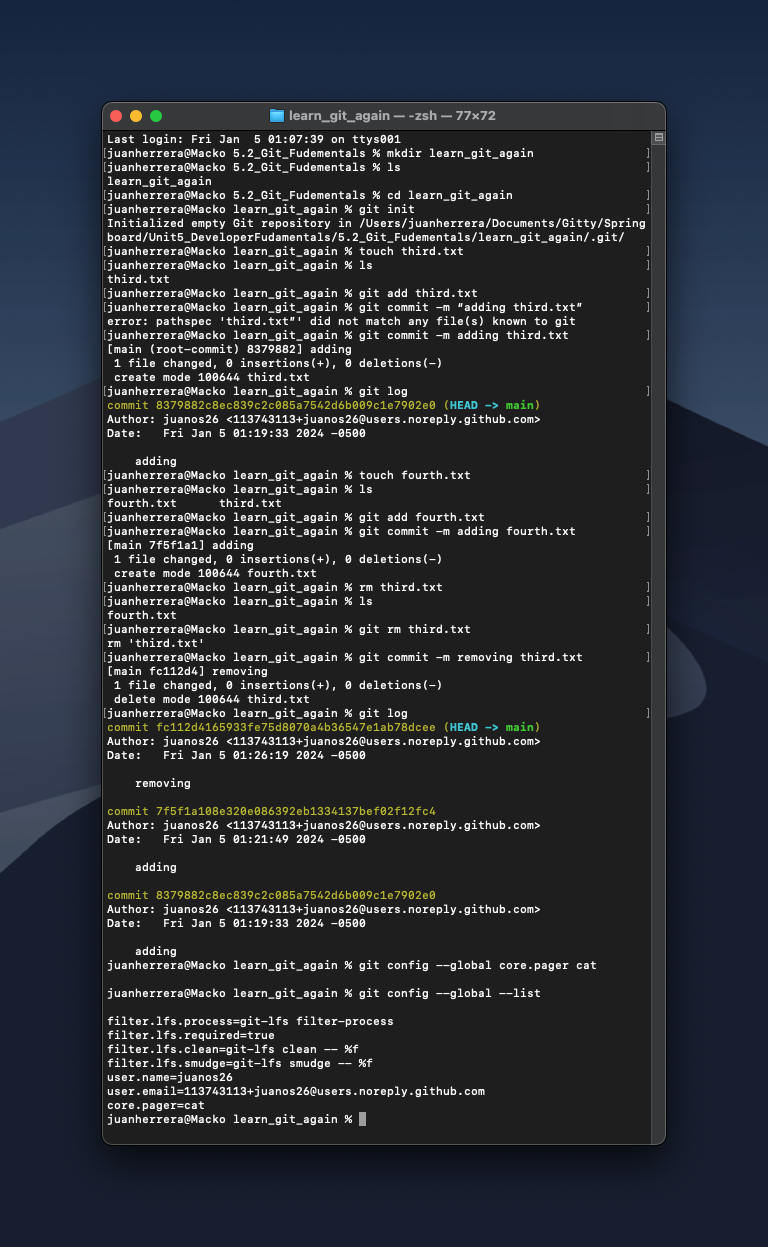 learn_git_again — -zsh — 77×72
Last login: Fri Jan  5 01:07:39 on ttys001
[juanherrera@Macko 5.2_Git_Fudementals % mkdir learn_git_again ]
[juanherrera@Macko 5.2_Git_Fudementals % ls ]
learn_git_again
[juanherrera@Macko 5.2_Git_Fudementals % cd learn_git_again ]
[juanherrera@Macko learn_git_again % git init ]
Initialized empty Git repository in /Users/juanherrera/Documents/Gitty/Spring
board/Unit5_DeveloperFudamentals/5.2_Git_Fudementals/learn_git_again/.git/
[juanherrera@Macko learn_git_again % touch third.txt ]
[juanherrera@Macko learn_git_again % ls ]
third.txt
[juanherrera@Macko learn_git_again % git add third.txt ]
[juanherrera@Macko learn_git_again % git commit -m “adding third.txt” ]
error: pathspec 'third.txt”' did not match any file(s) known to git
[juanherrera@Macko learn_git_again % git commit -m adding third.txt ]
[main (root-commit) 8379882] adding
 1 file changed, 0 insertions(+), 0 deletions(-)
 create mode 100644 third.txt
[juanherrera@Macko learn_git_again % git log ]
commit 8379882c8ec839c2c085a7542d6b009c1e7902e0 (HEAD -> main)
Author: juanos26 <113743113+juanos26@users.noreply.github.com>
Date:   Fri Jan 5 01:19:33 2024 -0500
    adding
[juanherrera@Macko learn_git_again % touch fourth.txt ]
[juanherrera@Macko learn_git_again % ls ]
fourth.txt      third.txt
[juanherrera@Macko learn_git_again % git add fourth.txt ]
[juanherrera@Macko learn_git_again % git commit -m adding fourth.txt ]
[main 7f5f1a1] adding
 1 file changed, 0 insertions(+), 0 deletions(-)
 create mode 100644 fourth.txt
[juanherrera@Macko learn_git_again % rm third.txt ]
[juanherrera@Macko learn_git_again % ls ]
fourth.txt
[juanherrera@Macko learn_git_again % git rm third.txt ]
rm 'third.txt'
[juanherrera@Macko learn_git_again % git commit -m removing third.txt ]
[main fc112d4] removing
 1 file changed, 0 insertions(+), 0 deletions(-)
 delete mode 100644 third.txt
[juanherrera@Macko learn_git_again % git log ]
commit fc112d4165933fe75d8070a4b36547e1ab78dcee (HEAD -> main)
Author: juanos26 <113743113+juanos26@users.noreply.github.com>
Date:   Fri Jan 5 01:26:19 2024 -0500
    removing
commit 7f5f1a108e320e086392eb1334137bef02f12fc4
Author: juanos26 <113743113+juanos26@users.noreply.github.com>
Date:   Fri Jan 5 01:21:49 2024 -0500
    adding
commit 8379882c8ec839c2c085a7542d6b009c1e7902e0
Author: juanos26 <113743113+juanos26@users.noreply.github.com>
Date:   Fri Jan 5 01:19:33 2024 -0500
    adding
juanherrera@Macko learn_git_again % git config --global core.pager cat
juanherrera@Macko learn_git_again % git config --global --list
filter.lfs.process=git-lfs filter-process
filter.lfs.required=true
filter.lfs.clean=git-lfs clean -- %f
filter.lfs.smudge=git-lfs smudge -- %f
user.name=juanos26
user.email=113743113+juanos26@users.noreply.github.com
core.pager=cat
juanherrera@Macko learn_git_again %